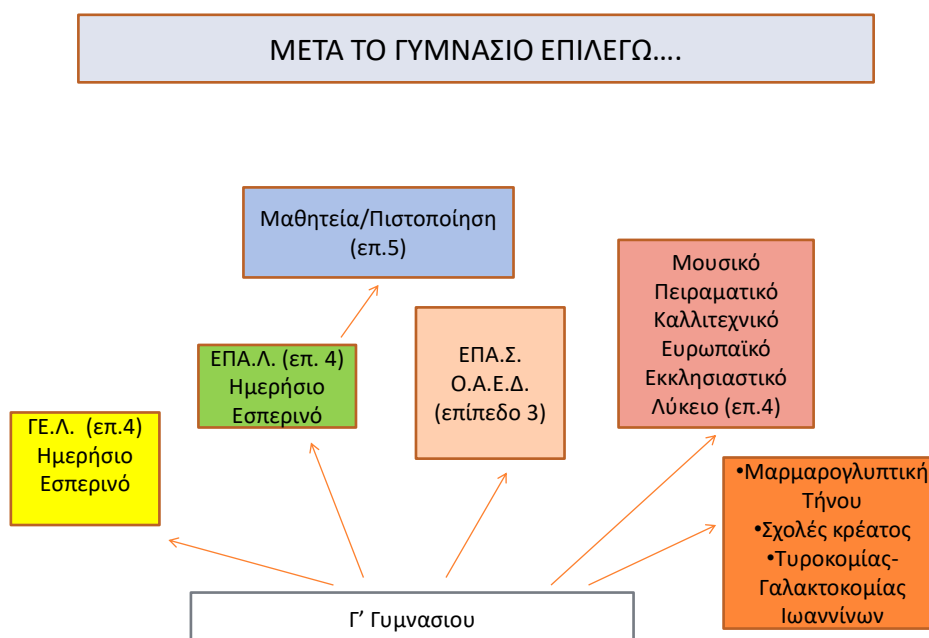 ΜΕΤΑ ΤΟ ΓΥΜΝΑΣΙΟ ΕΠΙΛΕΓΩ....
Μαθητεία/Πιστοποίηση
(επ.5)
Μουσικό
Πειραματικό
Καλλιτεχνικό
Ευρωπαϊκό
Εκκλησιαστικό
Λύκειο (επ.4)
ΕΠΑ.Σ.
Ο.Α.Ε.Δ.
(επίπεδο 3)
ΕΠΑ.Λ. (επ. 4)
Ημερήσιο
Εσπερινό
ΓΕ.Λ. (επ.4)
Ημερήσιο
Εσπερινό
•Μαρμαρογλυπτική
Τήνου
•Σχολές κρέατος
•Τυροκομίας-
Γαλακτοκομίας
Ιωαννίνων
Γ’ Γυμνασιου